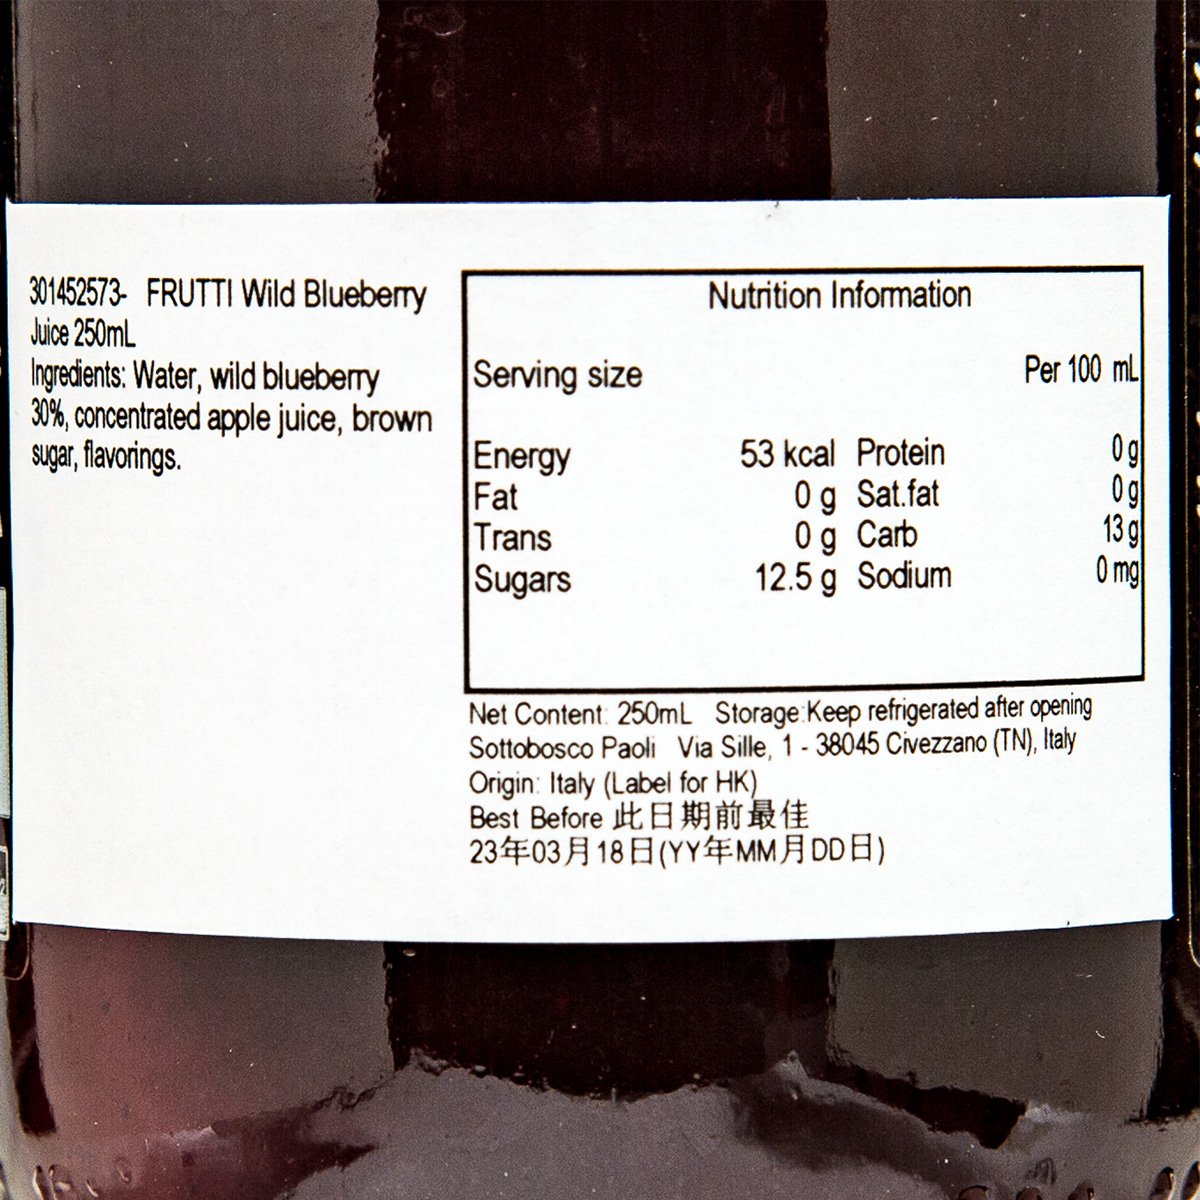 301452573- FRUTTI Wild Blueberry
Juice 250mL
Ingredients: Water, wild blueberry
30%, concentrated apple juice, brown
sugar, flavorings.
Nutrition Information
Serving size Per 100 mL
Energy 53 kcal Protein 0 g
Fat 0 g Sat.fat 0 g
Trans 0 g Carb 13 g
Sugars 12.5 g Sodium 0 mg
Net Content: 250mL Storage:Keep refrigerated after opening
Sottobosco Paoli Via Sille, 1 - 38045 Civezzano (TN), Italy
Origin: Italy (Label for HK)
Best Before 此日期前最佳
23年03月18日(YY年MM月DD日)